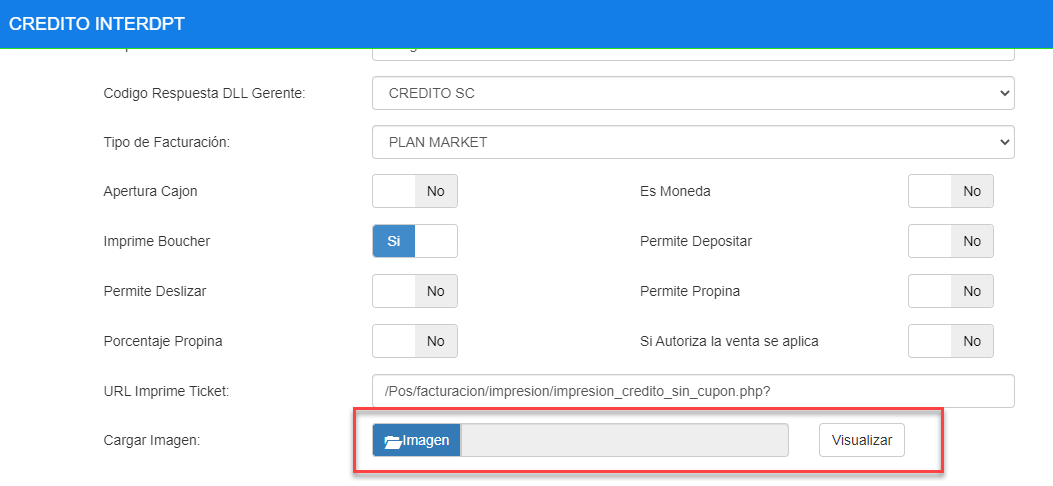 CREDITO INTERDPT
Codigo Respuesta DLL Gerente: CREDITO SC
Tipo de Facturación: PLAN MARKET
Apertura Cajon No Es Moneda No
Imprime Boucher Si Permite Depositar No
Permite Deslizar No Permite Propina No
Porcentaje Propina No Si Autoriza la venta se aplica No
URL Imprime Ticket: /Pos/facturacion/impresion/impresion_credito_sin_cupon.php?
Cargar Imagen: Imagen Visualizar